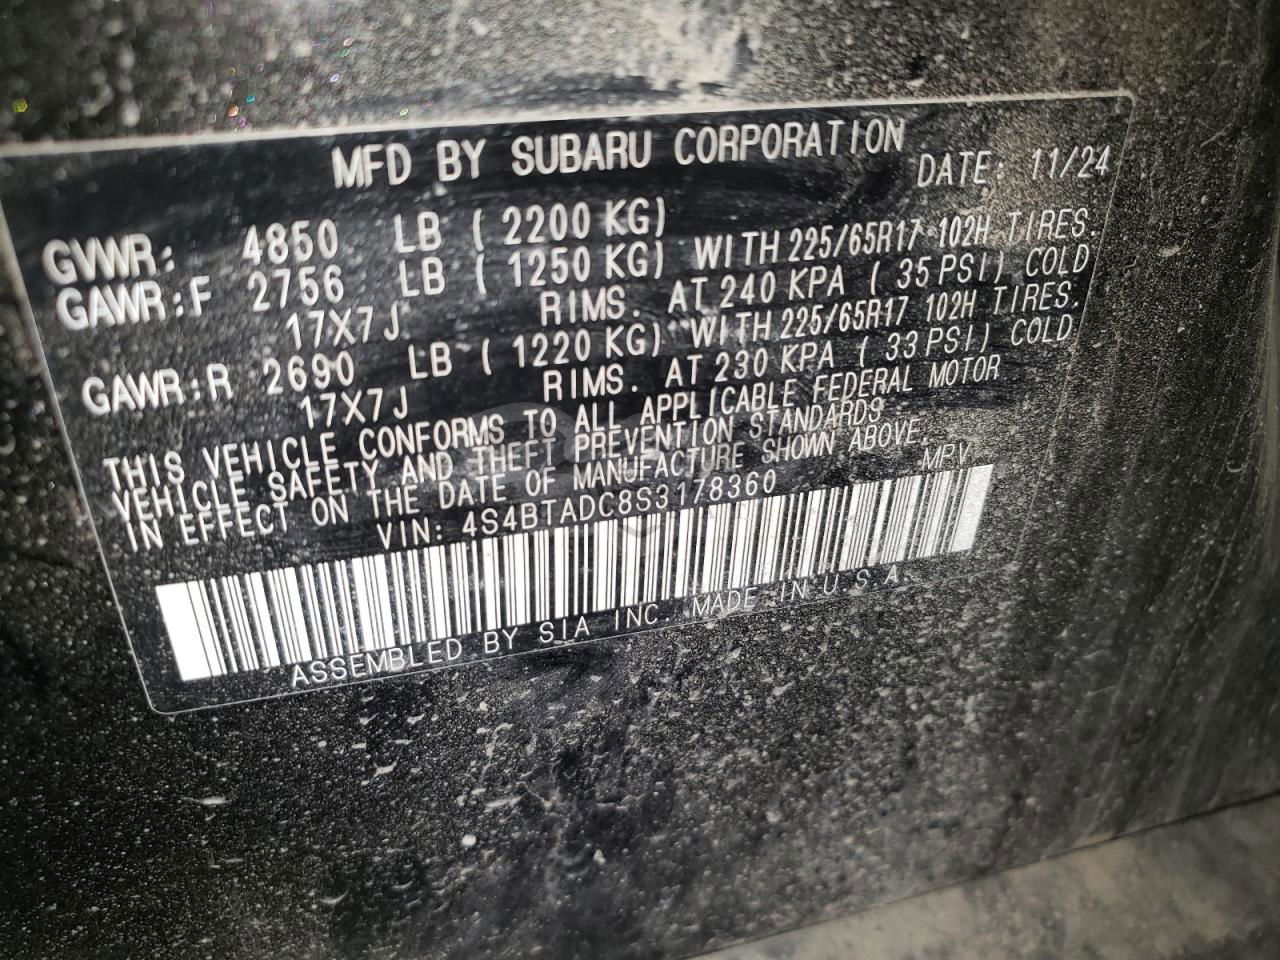 MFD BY SUBARU CORPORATION DATE: 11/24
GVWR: 4850 LB ( 2200 KG)
GAWR:F 2756 LB ( 1250 KG) WITH 225/65R17 102H TIRES.
17X7J RIMS. AT 240 KPA ( 35 PSI) COLD
GAWR:R 2690 LB ( 1220 KG) WITH 225/65R17 102H TIRES.
17X7J RIMS. AT 230 KPA ( 33 PSI) COLD
THIS VEHICLE CONFORMS TO ALL APPLICABLE FEDERAL MOTOR
VEHICLE SAFETY AND THEFT PREVENTION STANDARDS
IN EFFECT ON THE DATE OF MANUFACTURE SHOWN ABOVE.
VIN: 4S4BTADC8S3178360 MPV
ASSEMBLED BY SIA INC. MADE IN U.S.A.